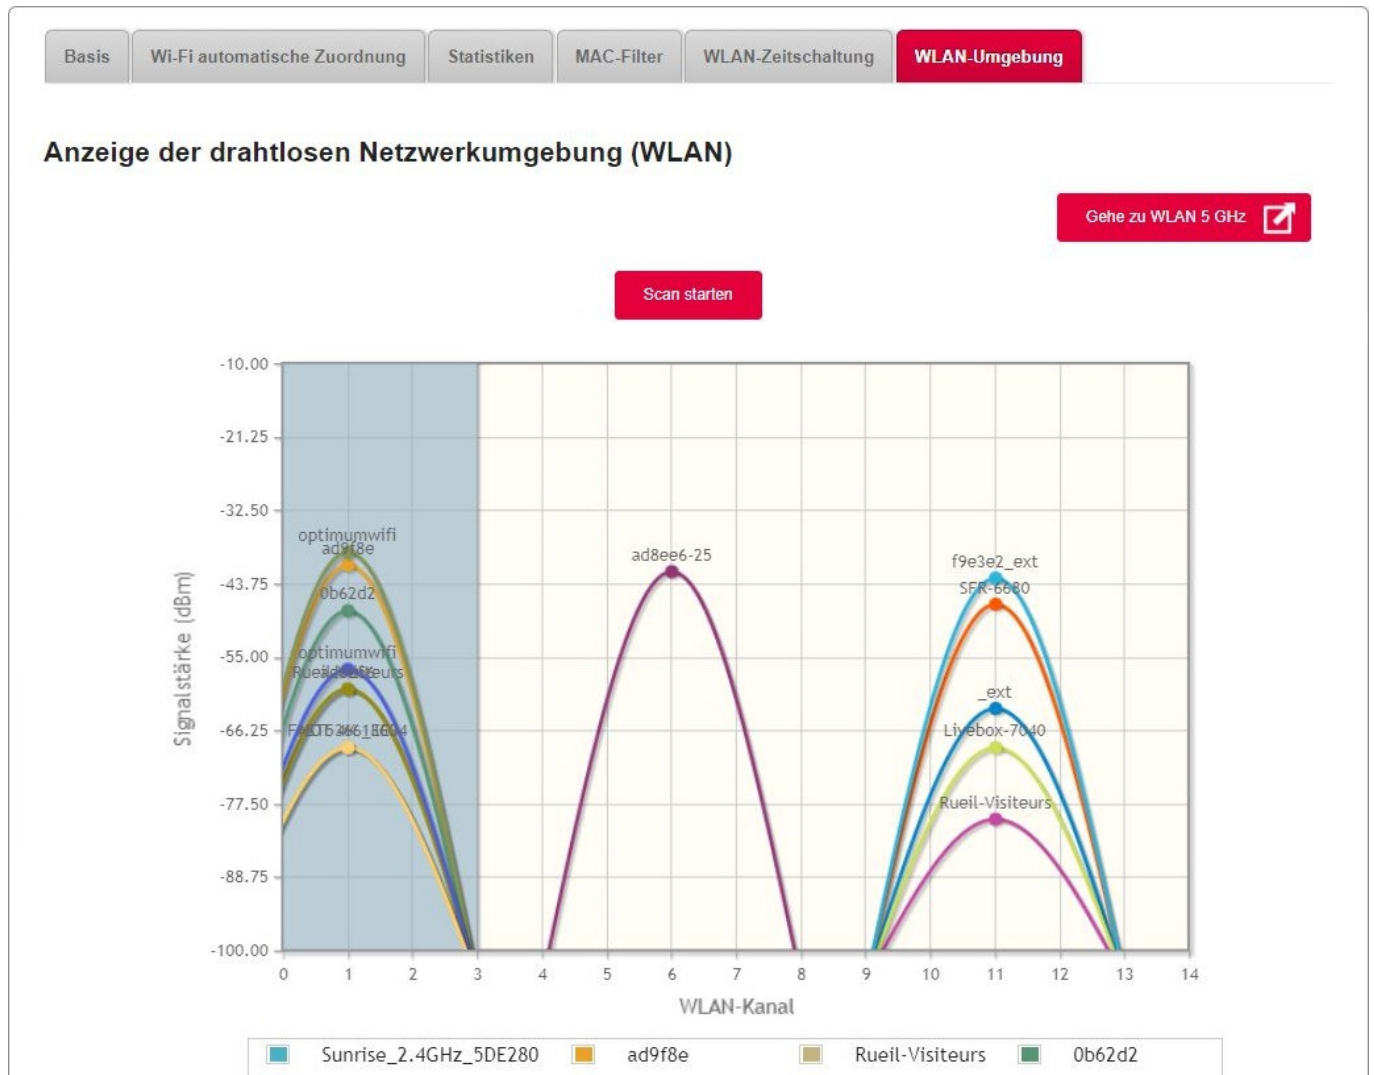 Basis Wi-Fi automatische Zuordnung Statistiken MAC-Filter WLAN-Zeitschaltung WLAN-Umgebung
Anzeige der drahtlosen Netzwerkumgebung (WLAN)
Gehe zu WLAN 5 GHz
Scan starten
Signalstärke (dBm)
-10.00
-21.25
-32.50
-43.75
-55.00
-66.25
-77.50
-88.75
-100.00
optimumwifi
ad9f8e
0b62d2
optimumwifi
ad8ee6-25
f9e3e2_ext
SFR-6680
_ext
Livebox-7040
Rueil-Visiteurs
0 1 2 3 4 5 6 7 8 9 10 11 12 13 14
WLAN-Kanal
Sunrise_2.4GHz_5DE280 ad9f8e Rueil-Visiteurs 0b62d2